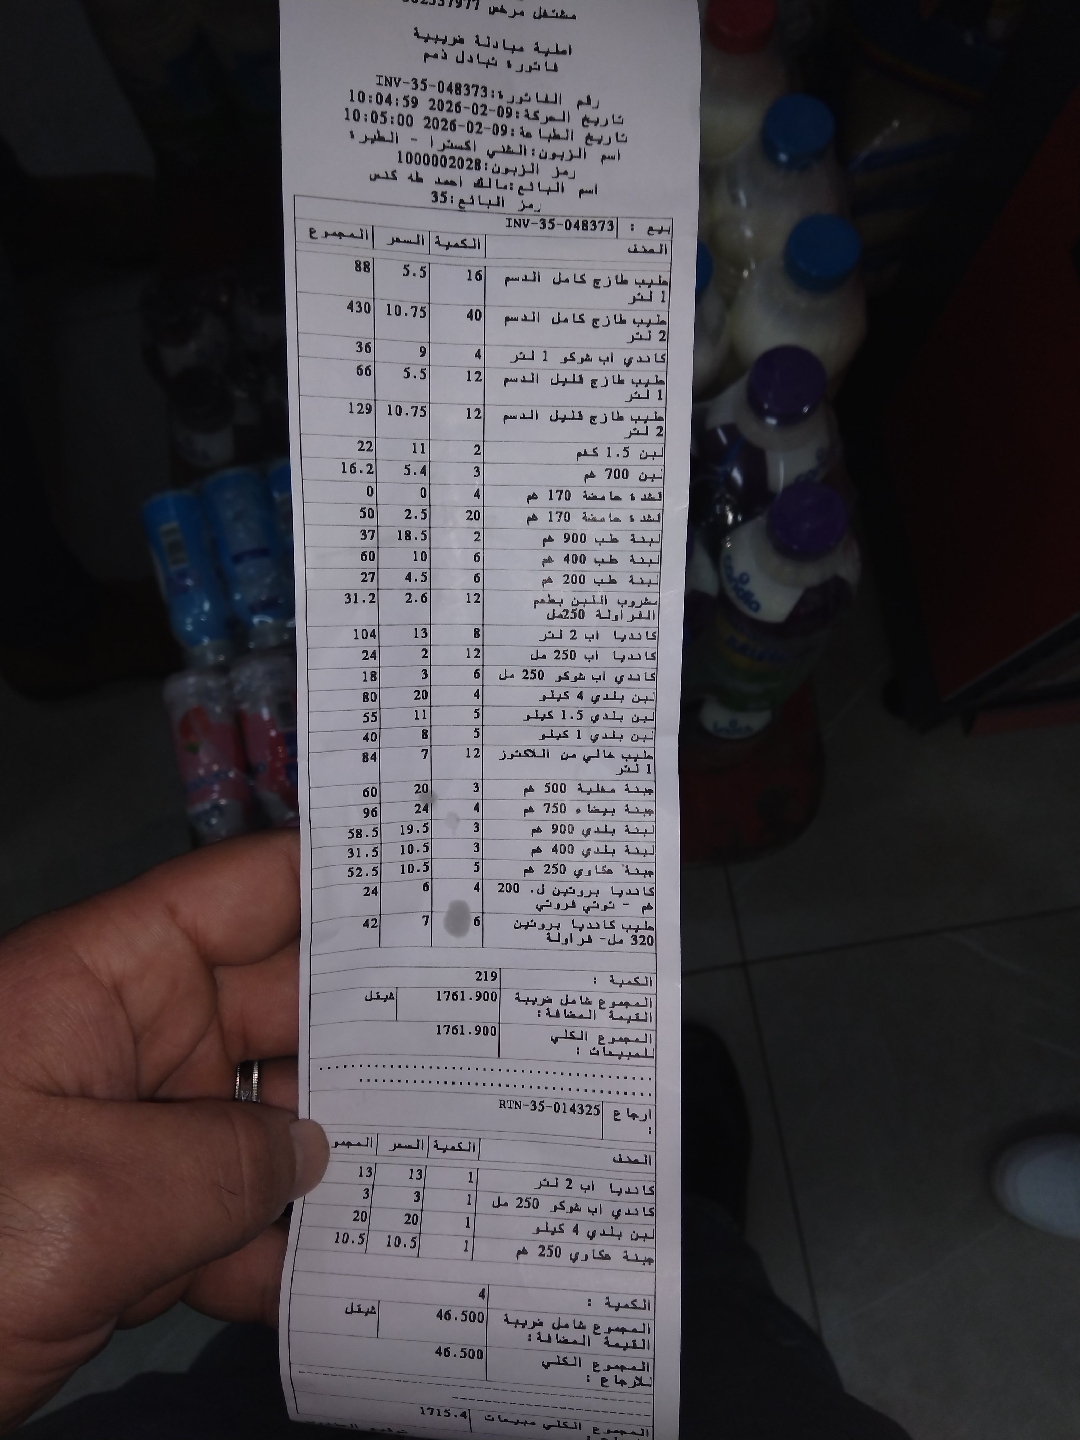 مشتغل مرخص 562537977
اصلية مبادلة ضريبية
فاتورة تبادل ذمم
رقم الفاتورة:INV-35-048373
تاريخ الحركة:09-02-2026 10:04:59
تاريخ الطباعة:09-02-2026 10:05:00
اسم الزبون:الشني اكسترا - الطيرة
رمز الزبون:1000002028
اسم البائع:مالك احمد طه كنس
رمز البائع:35
بيع : INV-35-048373
الصنف الكمية السعر المجموع
حليب طازج كامل الدسم 16 5.5 88
1 لتر
حليب طازج كامل الدسم 40 10.75 430
2 لتر
كاندي اب شوكو 1 لتر 4 9 36
حليب طازج قليل الدسم 12 5.5 66
1 لتر
حليب طازج قليل الدسم 12 10.75 129
2 لتر
لبن 1.5 كغم 2 11 22
لبن 700 غم 3 5.4 16.2
قشدة حامضة 170 غم 4 0 0
قشدة حامضة 170 غم 20 2.5 50
لبنة طب 900 غم 2 18.5 37
لبنة طب 400 غم 6 10 60
لبنة طب 200 غم 6 4.5 27
مشروب اللبن بطعم 12 2.6 31.2
الفراولة 250مل
كانديا اب 2 لتر 8 13 104
كانديا اب 250 مل 12 2 24
كاندي اب شوكو 250 مل 6 3 18
لبن بلدي 4 كيلو 4 20 80
لبن بلدي 1.5 كيلو 5 11 55
لبن بلدي 1 كيلو 5 8 40
حليب خالي من اللاكتوز 12 7 84
1 لتر
جبنة مغلية 500 غم 3 20 60
جبنة بيضاء 750 غم 4 24 96
لبنة بلدي 900 غم 3 19.5 58.5
لبنة بلدي 400 غم 3 10.5 31.5
جبنة عكاوي 250 غم 5 10.5 52.5
كانديا بروتين ل. 200 4 6 24
غم - توتي فروتي
حليب كانديا بروتين 6 7 42
320 مل- فراولة
الكمية : 219
المجموع شامل ضريبة 1761.900 شيقل
القيمة المضافة:
المجموع الكلي 1761.900
للمبيعات :
ارجاع RTN-35-014325
:
الصنف الكمية السعر المجمو
كانديا اب 2 لتر 1 13 13
كاندي اب شوكو 250 مل 1 3 3
لبن بلدي 4 كيلو 1 20 20
جبنة عكاوي 250 غم 1 10.5 10.5
الكمية : 4
المجموع شامل ضريبة 46.500 شيقل
القيمة المضافة:
المجموع الكلي 46.500
للارجاع :
المجموع الكلي مبيعات 1715.4
candia